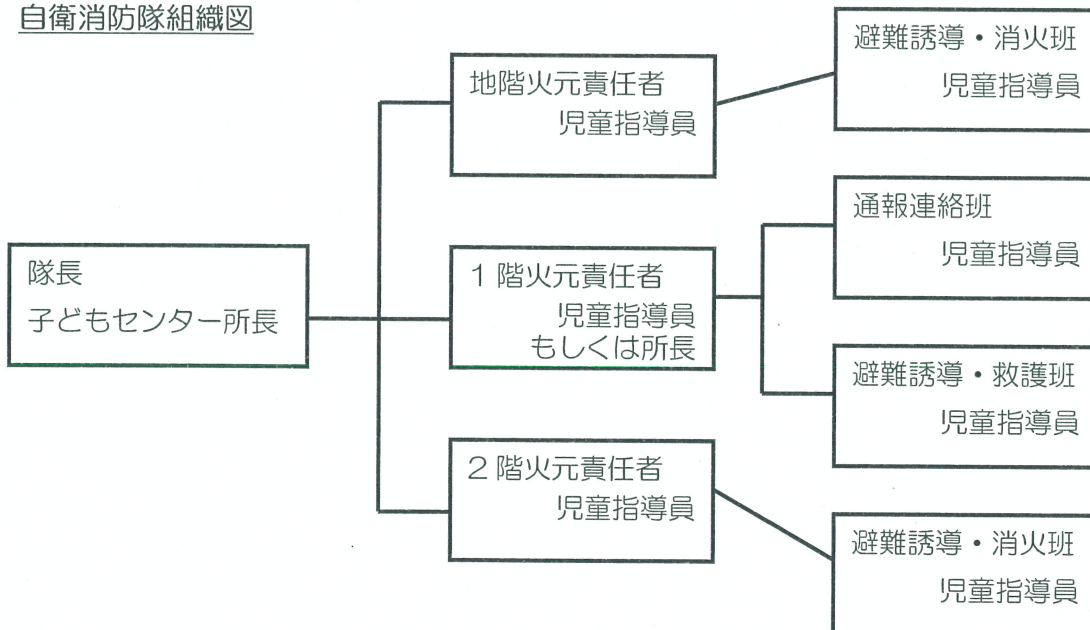 自衛消防隊組織図
隊長
子どもセンター所長
地階火元責任者
児童指導員
1階火元責任者
児童指導員
もしくは所長
2階火元責任者
児童指導員
避難誘導・消火班
児童指導員
通報連絡班
児童指導員
避難誘導・救護班
児童指導員
避難誘導・消火班
児童指導員